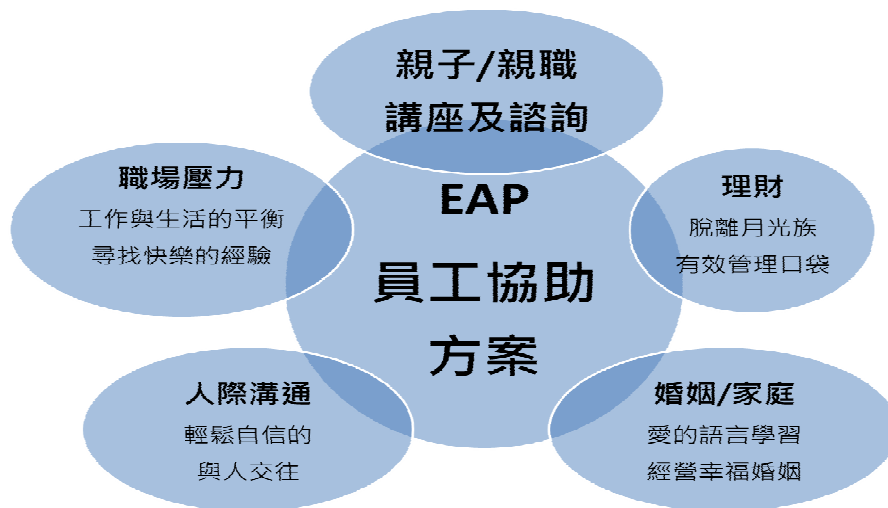 親子/親職
講座及諮詢
EAP
員工協助
方案
職場壓力
工作與生活的平衡
尋找快樂的經驗
理財
脫離月光族
有效管理口袋
人際溝通
輕鬆自信的
與人交往
婚姻/家庭
愛的語言學習
經營幸福婚姻